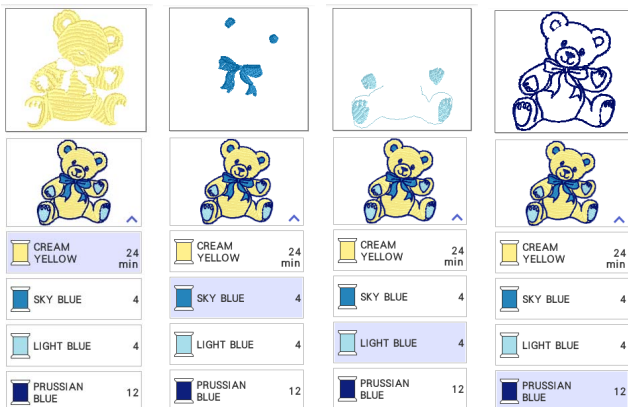 CREAM
YELLOW
24
min
SKY BLUE
4
LIGHT BLUE
4
PRUSSIAN
BLUE
12
CREAM
YELLOW
24
min
SKY BLUE
4
LIGHT BLUE
4
PRUSSIAN
BLUE
12
CREAM
YELLOW
24
min
SKY BLUE
4
LIGHT BLUE
4
PRUSSIAN
BLUE
12
CREAM
YELLOW
24
min
SKY BLUE
4
LIGHT BLUE
4
PRUSSIAN
BLUE
12